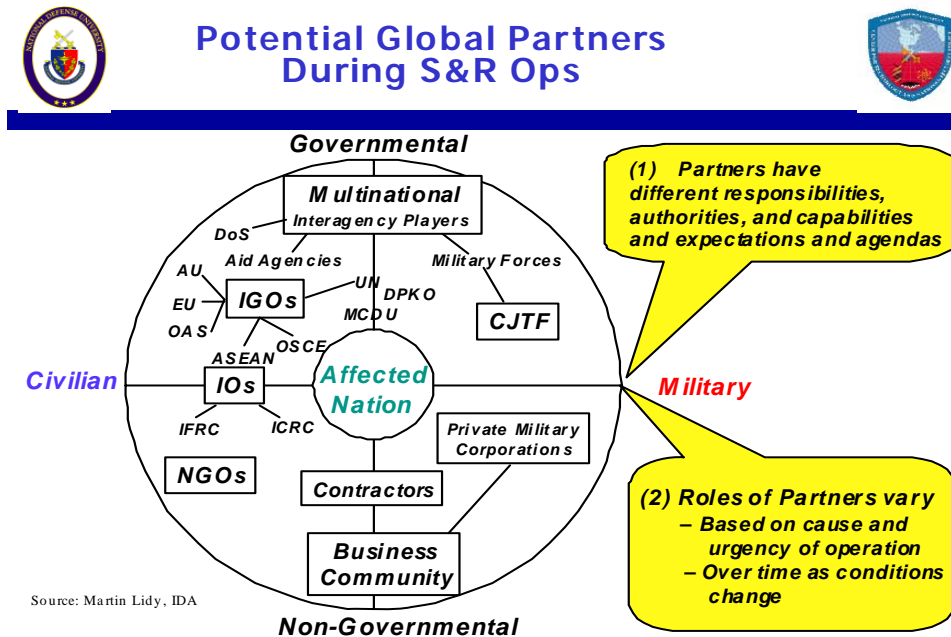 Potential Global Partners
During S&R Ops
NATIONAL DEFENSE UNIVERSITY
Governmental
Multinational
Interagency Players
DoS
Aid Agencies
Military Forces
AU
UN
IGOs
DPKO
EU
MCDU
CJTF
OAS
OSCE
ASEAN
Civilian
IOs
Affected
Nation
Military
IFRC
ICRC
Private Military
Corporations
NGOs
Contractors
Business
Community
Non-Governmental
(1) Partners have
different responsibilities,
authorities, and capabilities
and expectations and agendas
(2) Roles of Partners vary
– Based on cause and
urgency of operation
– Over time as conditions
change
Source: Martin Lidy, IDA